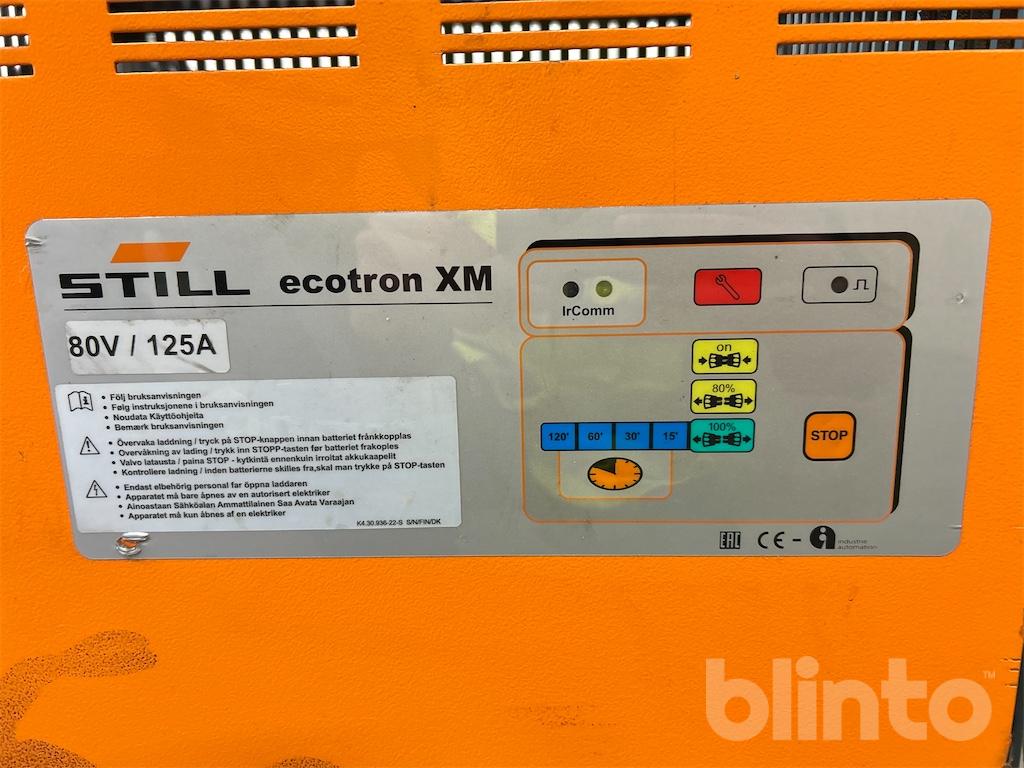 STILL ecotron XM
80V / 125A
• Följ bruksanvisningen
• Følg instruksjonene i bruksanvisningen
• Noudata Käyttöohjeita
• Bemærk bruksanvisningen
• Övervaka laddning / tryck på STOP-knappen innan batteriet frånkkopplas
• Overvåkning av lading / trykk inn STOPP-tasten før batteriet frakoples
• Valvo latausta / paina STOP - kytkintä ennenkuin irroitat akkukaapelit
• Kontrollere ladning / inden batterierne skilles fra,skal man trykke på STOP-tasten
• Endast elbehörig personal får öppna laddaren
• Apparatet må bare åpnes av en autorisert elektriker
• Ainoastaan Sähköalan Ammattilainen Saa Avata Varaajan
• Apparatet må kun åbnes af en elektriker
K4.30.936-22-S S/N/FIN/DK
IrComm
on
80%
100%
120' 60' 30' 15'
STOP
EAC CE - industrie
automation
blinto™